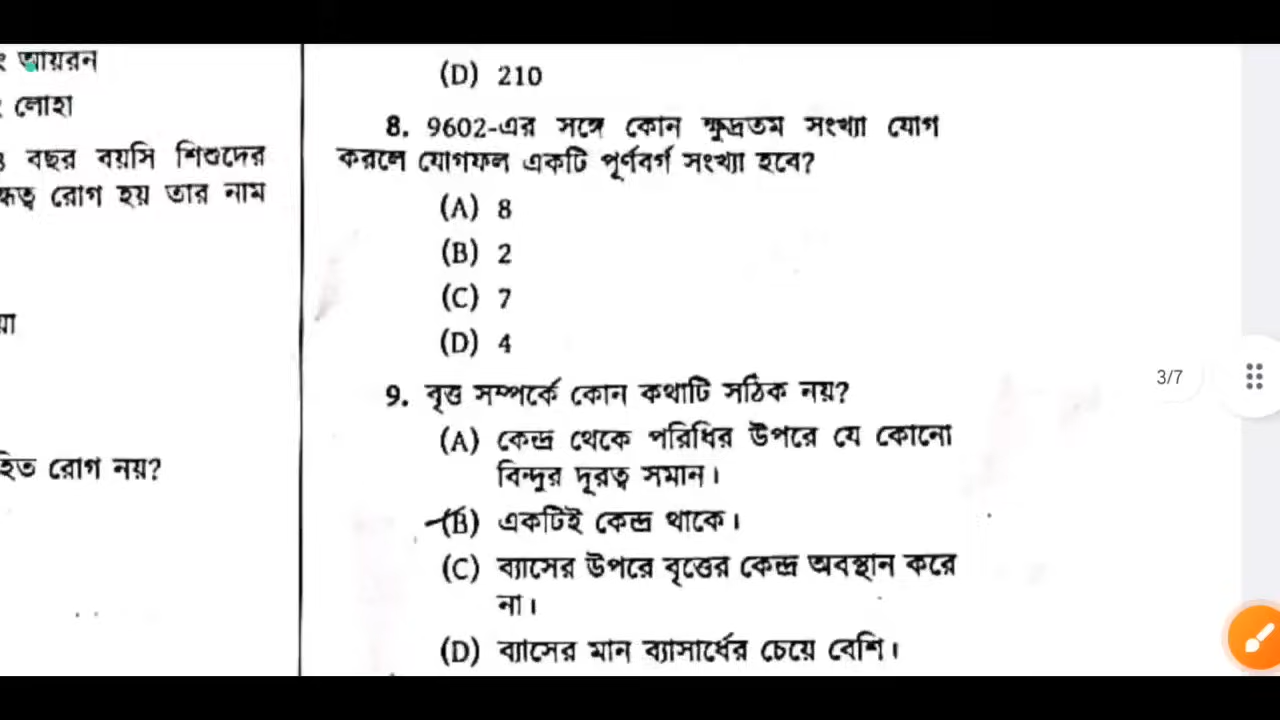 আয়রন
লোহা
বছর বয়সি শিশুদের
রোগ হয় তার নাম
রোগ নয়?
(D) 210
8. 9602-এর সঙ্গে কোন ক্ষুদ্রতম সংখ্যা যোগ
করলে যোগফল একটি পূর্ণবর্গ সংখ্যা হবে?
(A) 8
(B) 2
(C) 7
(D) 4
9. বৃত্ত সম্পর্কে কোন কথাটি সঠিক নয়?
(A) কেন্দ্র থেকে পরিধির উপরে যে কোনো
বিন্দুর দূরত্ব সমান।
(B) একটিই কেন্দ্র থাকে।
(C) ব্যাসের উপরে বৃত্তের কেন্দ্র অবস্থান করে
না।
(D) ব্যাসের মান ব্যাসার্ধের চেয়ে বেশি।
3/7